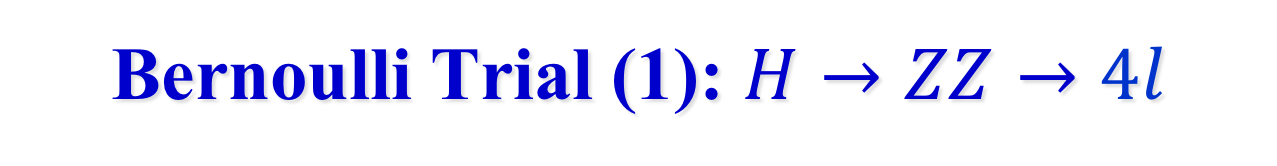 Bernoulli Trial (1): H → ZZ → 4l